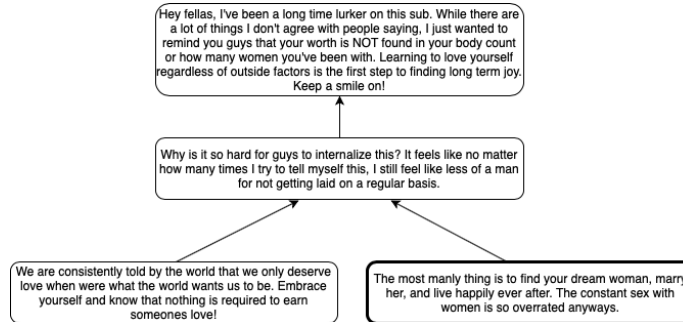 Hey fellas, I've been a long time lurker on this sub. While there are
a lot of things I don't agree with people saying, I just wanted to
remind you guys that your worth is NOT found in your body count
or how many women you've been with. Learning to love yourself
regardless of outside factors is the first step to finding long term joy.
Keep a smile on!
Why is it so hard for guys to internalize this? It feels like no matter
how many times I try to tell myself this, I still feel like less of a man
for not getting laid on a regular basis.
We are consistently told by the world that we only deserve
love when were what the world wants us to be. Embrace
yourself and know that nothing is required to earn
someones love!
The most manly thing is to find your dream woman, marry
her, and live happily ever after. The constant sex with
women is so overrated anyways.